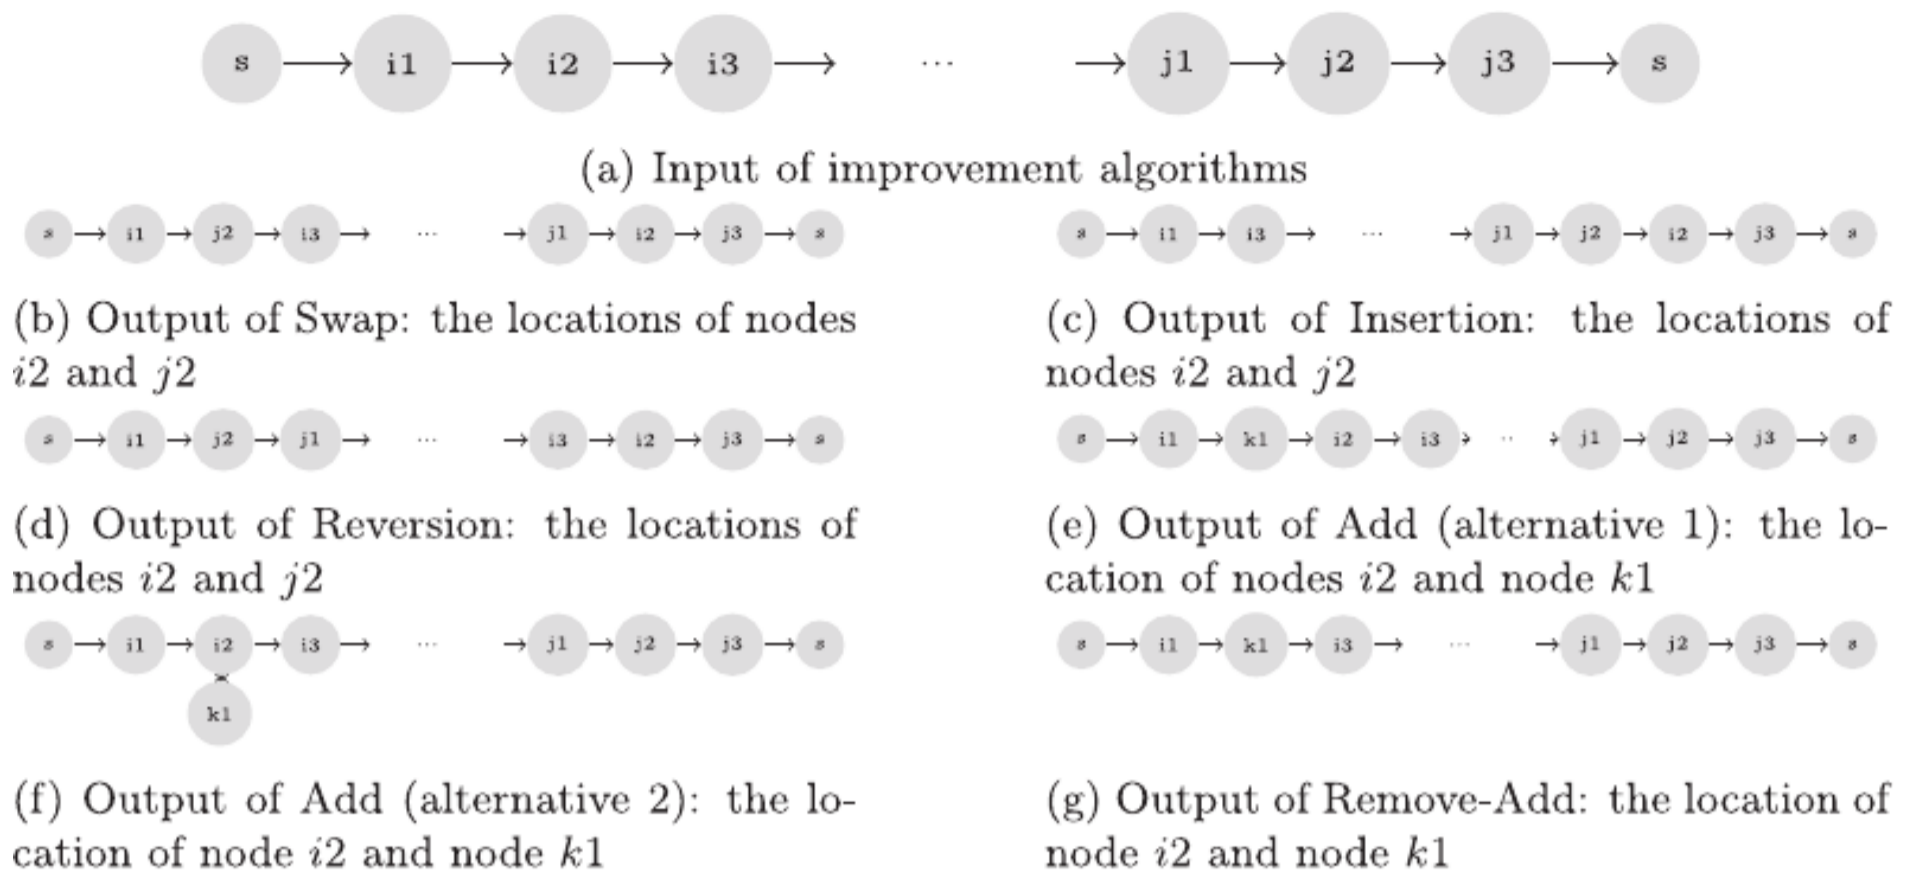 s i1 i2 i3 ... j1 j2 j3 s
(a) Input of improvement algorithms
s i1 j2 i3 ... j1 i2 j3 s
(b) Output of Swap: the locations of nodes
i2 and j2
s i1 i3 ... j1 j2 i2 j3 s
(c) Output of Insertion: the locations of
nodes i2 and j2
s i1 j2 j1 ... i3 i2 j3 s
(d) Output of Reversion: the locations of
nodes i2 and j2
s i1 k1 i2 i3 .. j1 j2 j3 s
(e) Output of Add (alternative 1): the lo-
cation of nodes i2 and node k1
s i1 i2 i3 ... j1 j2 j3 s
k1
(f) Output of Add (alternative 2): the lo-
cation of node i2 and node k1
s i1 k1 i3 ... j1 j2 j3 s
(g) Output of Remove-Add: the location of
node i2 and node k1